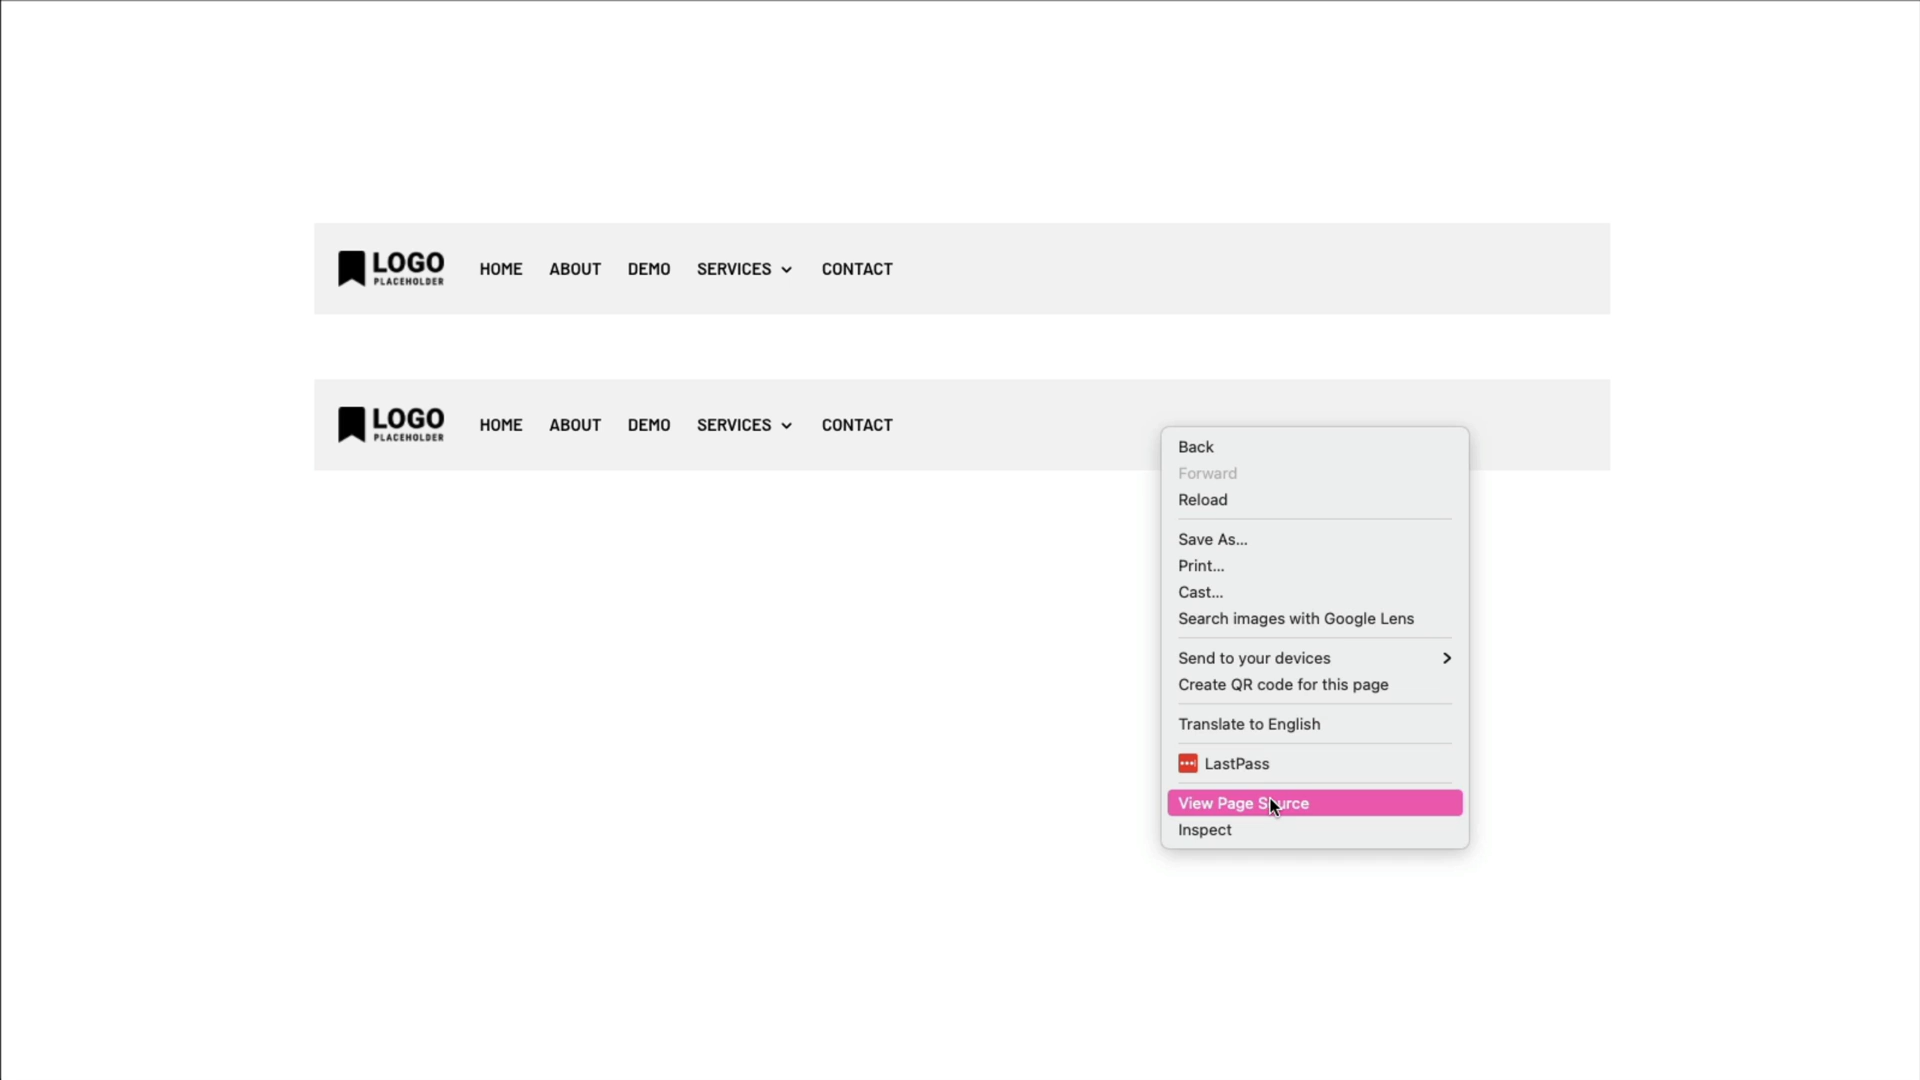 LOGO
PLACEHOLDER
HOME ABOUT DEMO SERVICES CONTACT
LOGO
PLACEHOLDER
HOME ABOUT DEMO SERVICES CONTACT
Back
Forward
Reload
Save As...
Print...
Cast...
Search images with Google Lens
Send to your devices
Create QR code for this page
Translate to English
LastPass
View Page Source
Inspect